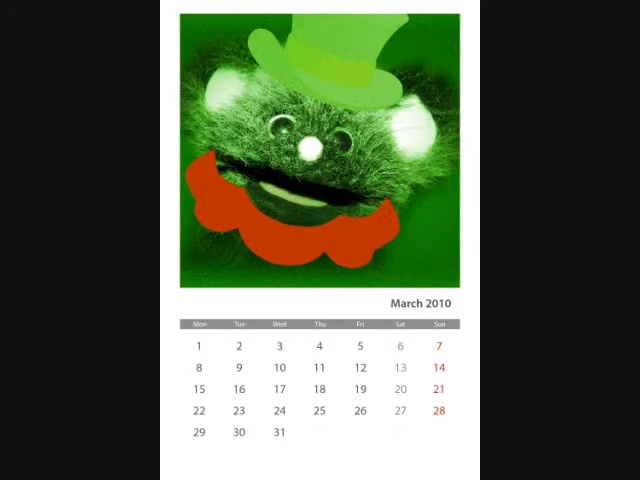 March 2010
Mon Tue Wed Thu Fri Sat Sun
1 2 3 4 5 6 7
8 9 10 11 12 13 14
15 16 17 18 19 20 21
22 23 24 25 26 27 28
29 30 31